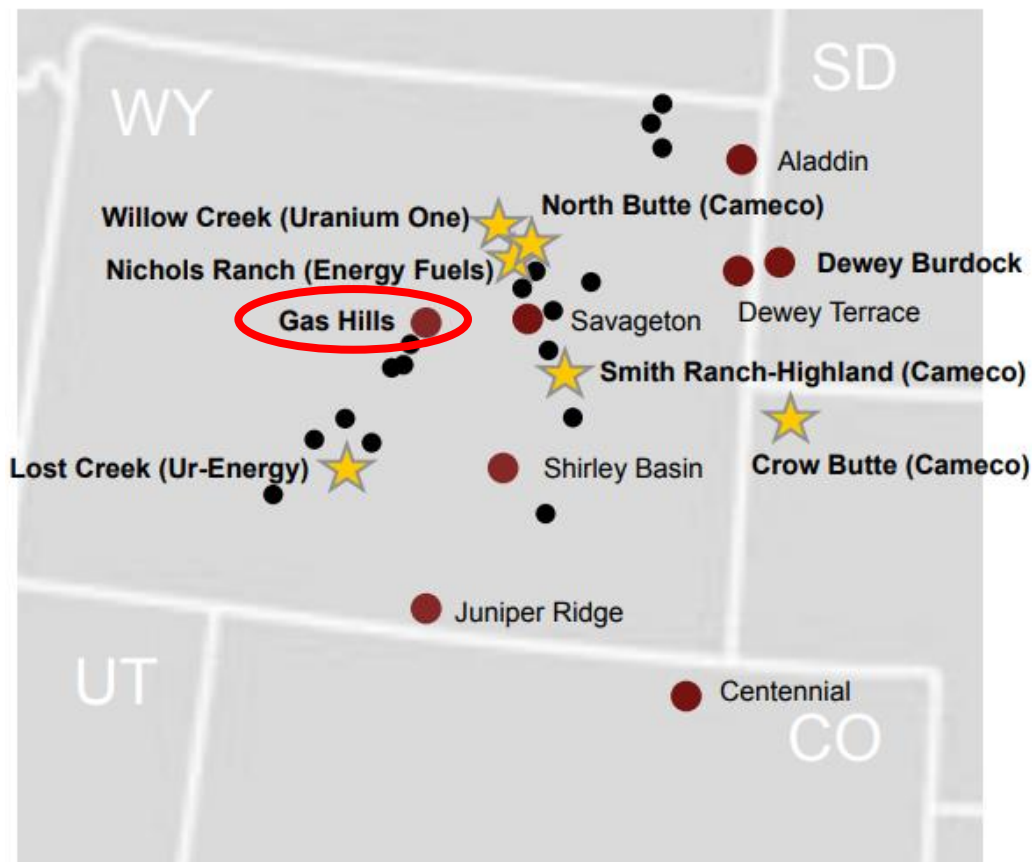 SD
WY
Aladdin
Willow Creek (Uranium One)
North Butte (Cameco)
Nichols Ranch (Energy Fuels)
Dewey Burdock
Gas Hills
Savageton
Dewey Terrace
Smith Ranch-Highland (Cameco)
Lost Creek (Ur-Energy)
Shirley Basin
Crow Butte (Cameco)
Juniper Ridge
UT
Centennial
CO